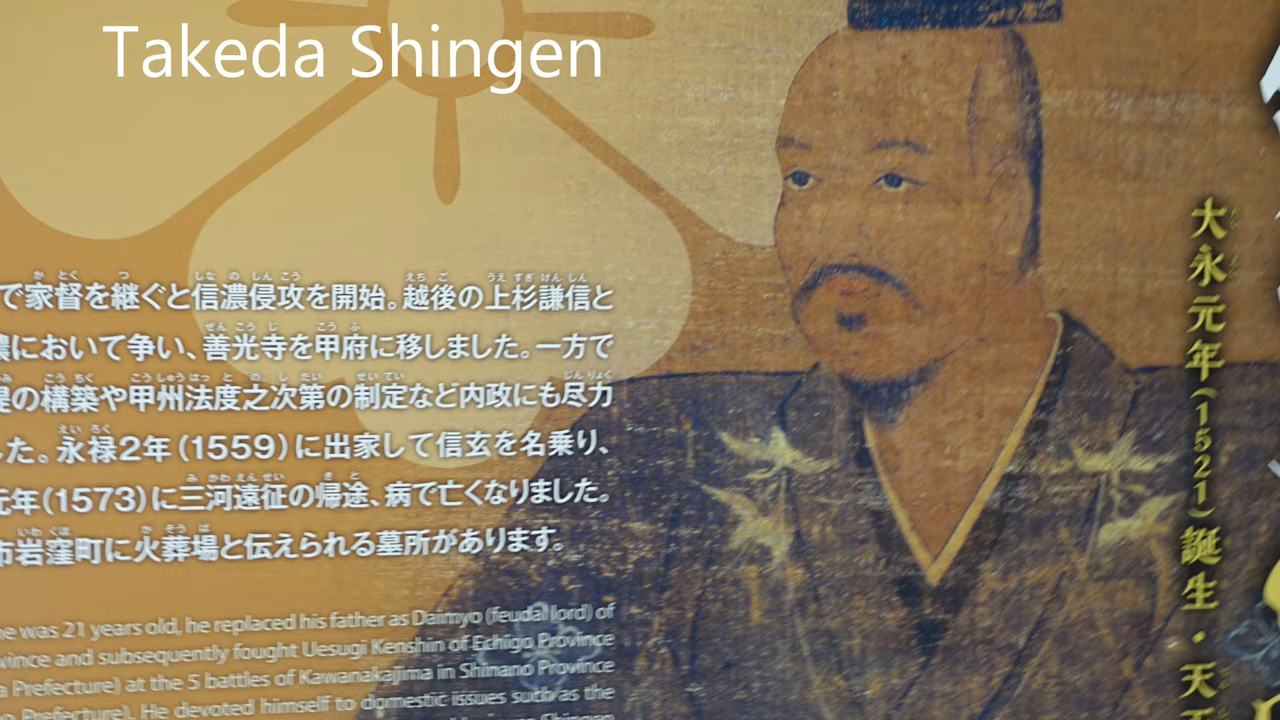 Takeda Shingen
で家督を継ぐと信濃侵攻を開始。越後の上杉謙信と
において争い、善光寺を甲府に移しました。一方で
の構築や甲州法度之次第の制定など内政にも尽力
した。永禄2年(1559)に出家して信玄を名乗り、
元年(1573)に三河遠征の帰途、病で亡くなりました。
市岩窪町に火葬場と伝えられる墓所があります。
he was 21 years old, he replaced his father as Daimyo (feudal lord) of
vince and subsequently fought Uesugi Kenshin of Echigo Province
a Prefecture) at the 5 battles of Kawanakajima in Shinano Province
Prefecture). He devoted himself to domestic issues such as the
Shingen
大永元年(1521)誕生・天